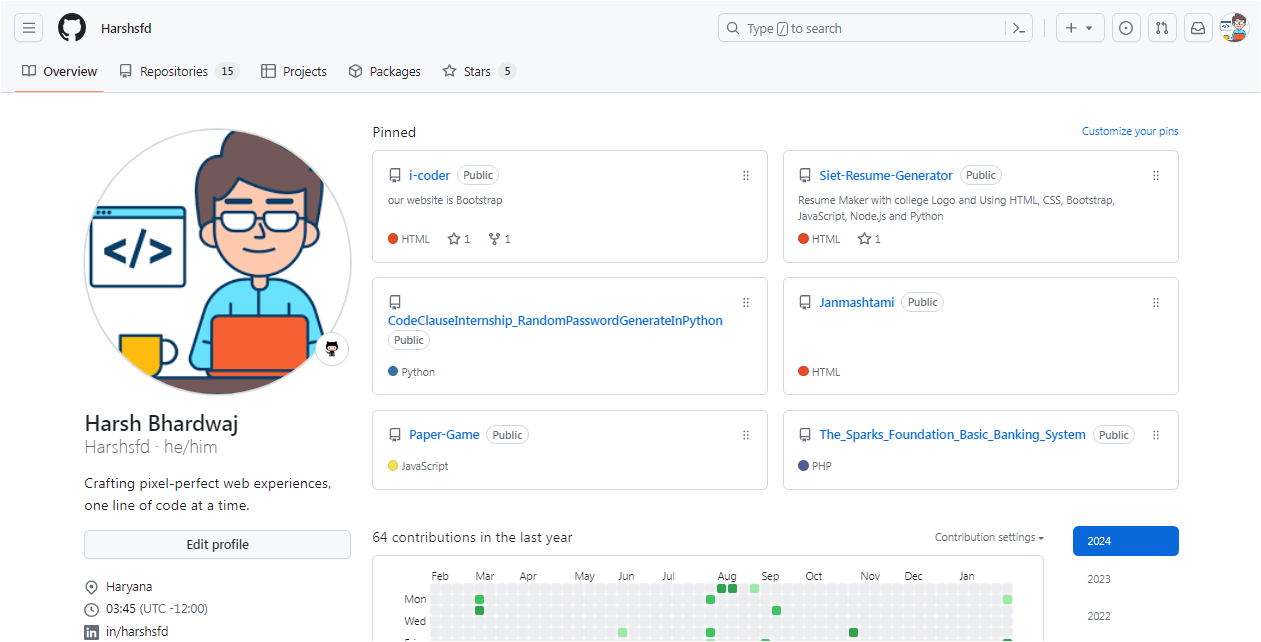 Harshsfd
Type / to search
Overview
Repositories 15
Projects
Packages
Stars 5
</>
Harsh Bhardwaj
Harshsfd · he/him
Crafting pixel-perfect web experiences,
one line of code at a time.
Edit profile
Haryana
03:45 (UTC -12:00)
in/harshsfd
Pinned
Customize your pins
i-coder Public
our website is Bootstrap
HTML 1 1
Siet-Resume-Generator Public
Resume Maker with college Logo and Using HTML, CSS, Bootstrap,
JavaScript, Node.js and Python
HTML 1
CodeClauseInternship_RandomPasswordGenerateInPython
Public
Python
Janmashtami Public
HTML
Paper-Game Public
JavaScript
The_Sparks_Foundation_Basic_Banking_System Public
PHP
64 contributions in the last year
Contribution settings
Feb Mar Apr May Jun Jul Aug Sep Oct Nov Dec Jan
Mon
Wed
2024
2023
2022